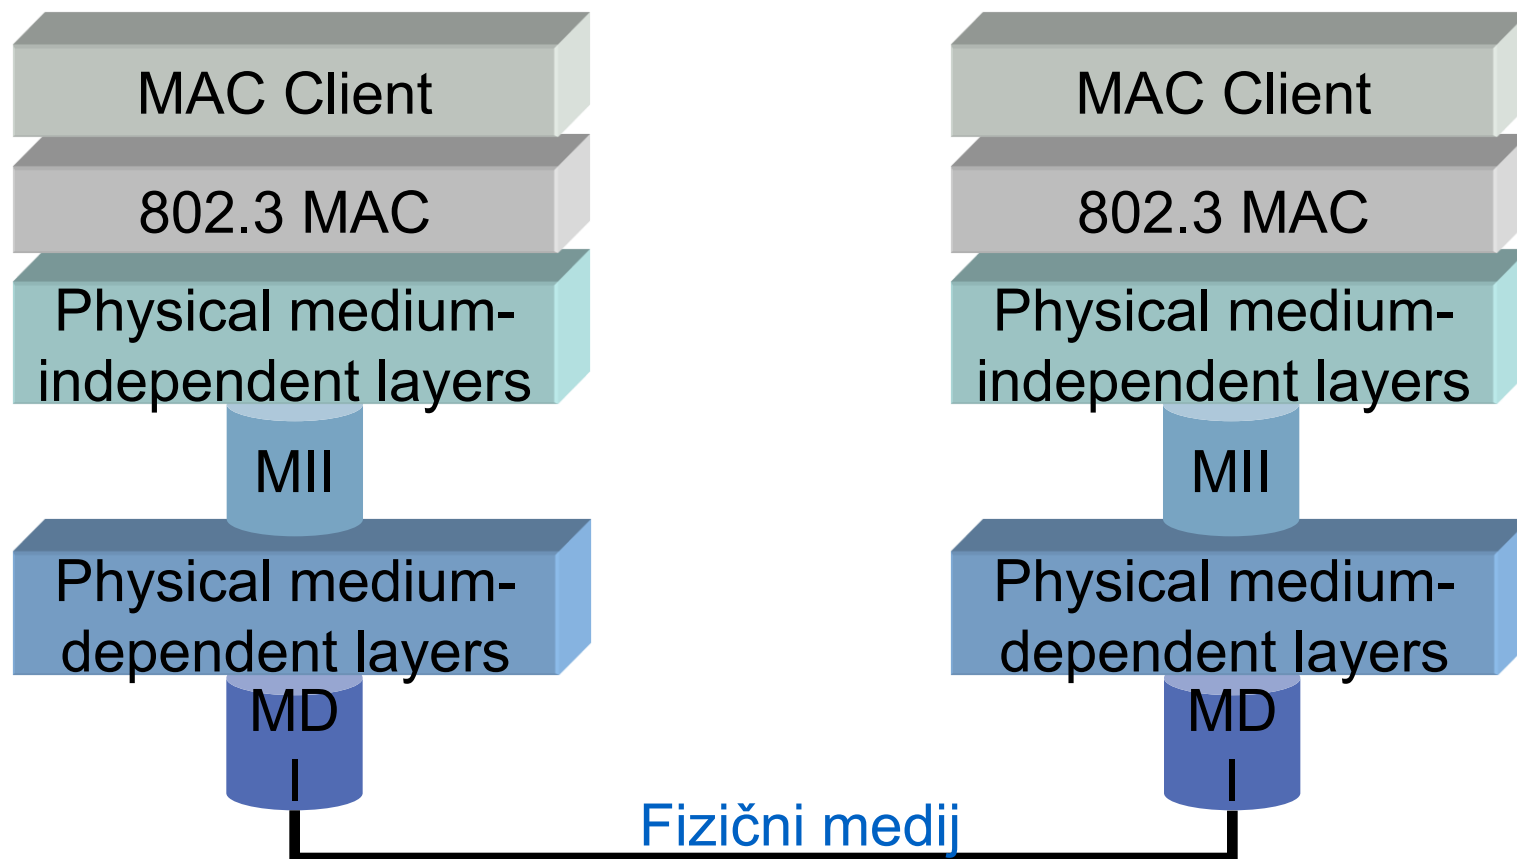 MAC Client
802.3 MAC
Physical medium-
independent layers
MII
Physical medium-
dependent layers
MD
I
MAC Client
802.3 MAC
Physical medium-
independent layers
MII
Physical medium-
dependent layers
MD
I
Fizični medij